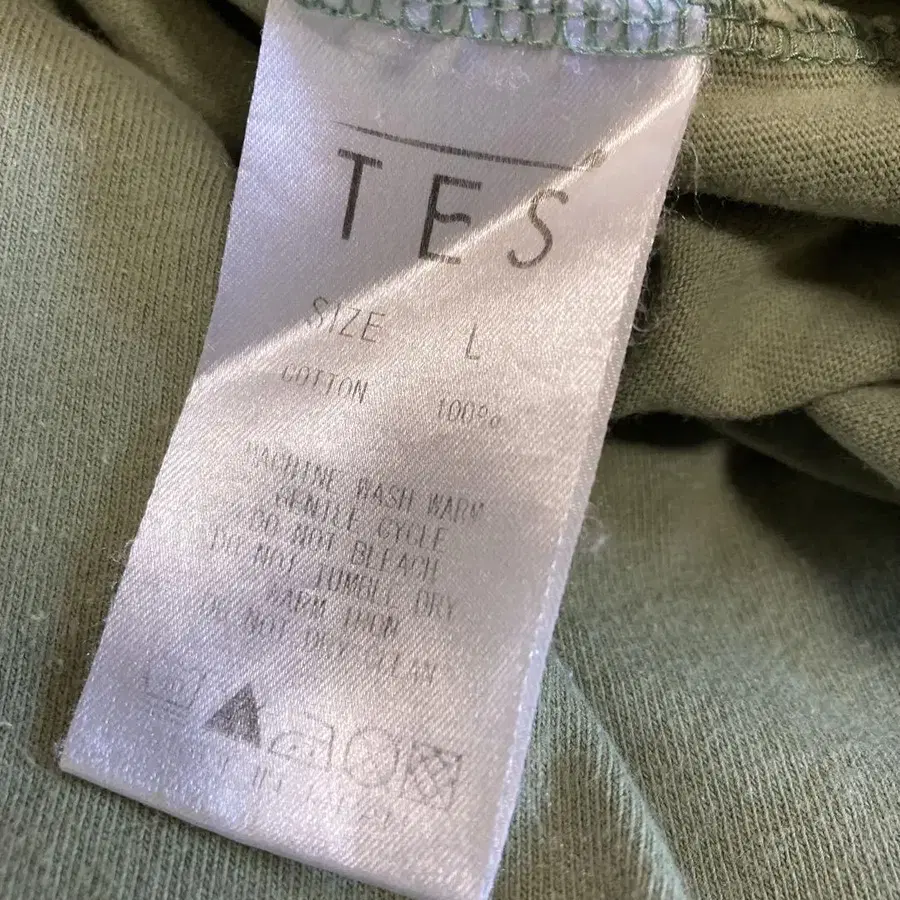 TES
SIZE L
COTTON 100%
MACHINE WASH WARM
GENTLE CYCLE
DO NOT BLEACH
DO NOT TUMBLE DRY
WARM IRON
DO NOT DRY CLEAN
IN